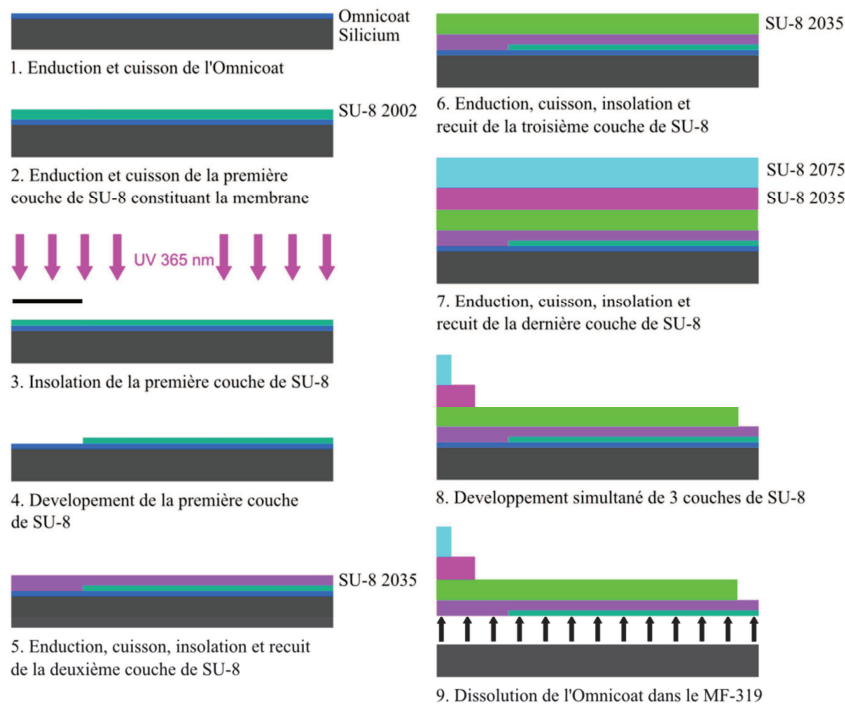 Omnicoat
Silicium
1. Enduction et cuisson de l'Omnicoat
SU-8 2002
2. Enduction et cuisson de la première
couche de SU-8 constituant la membrane
UV 365 nm
3. Insolation de la première couche de SU-8
4. Developement de la première couche
de SU-8
SU-8 2035
5. Enduction, cuisson, insolation et recuit
de la deuxième couche de SU-8
SU-8 2035
6. Enduction, cuisson, insolation et
recuit de la troisième couche de SU-8
SU-8 2075
SU-8 2035
7. Enduction, cuisson, insolation et
recuit de la dernière couche de SU-8
8. Developpement simultané de 3 couches de SU-8
9. Dissolution de l'Omnicoat dans le MF-319